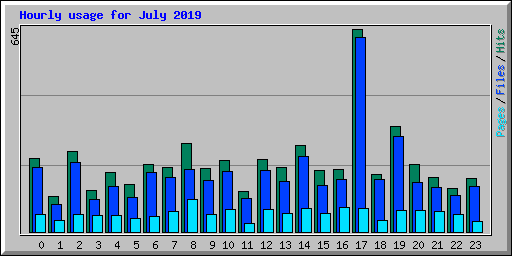 Hourly usage for July 2019
645
Pages / Files / Hits
0 1 2 3 4 5 6 7 8 9 10 11 12 13 14 15 16 17 18 19 20 21 22 23